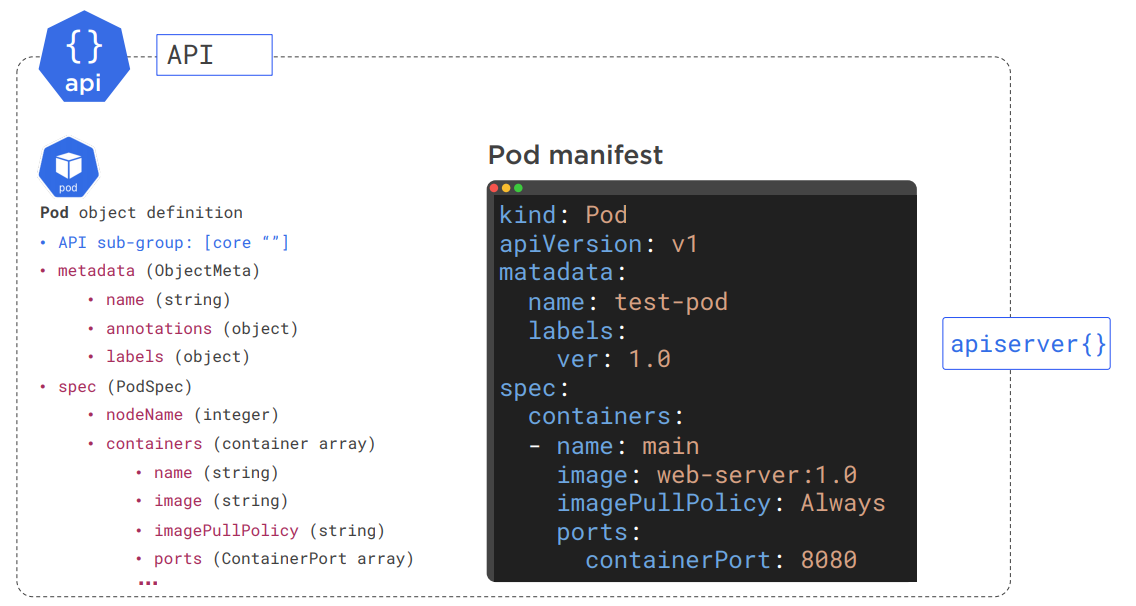 {}
api
API
pod
Pod object definition
• API sub-group: [core “”]
• metadata (ObjectMeta)
• name (string)
• annotations (object)
• labels (object)
• spec (PodSpec)
• nodeName (integer)
• containers (container array)
• name (string)
• image (string)
• imagePullPolicy (string)
• ports (ContainerPort array)
...
Pod manifest
kind: Pod
apiVersion: v1
matadata:
  name: test-pod
  labels:
    ver: 1.0
spec:
  containers:
  - name: main
    image: web-server:1.0
    imagePullPolicy: Always
    ports:
      containerPort: 8080
apiserver{}